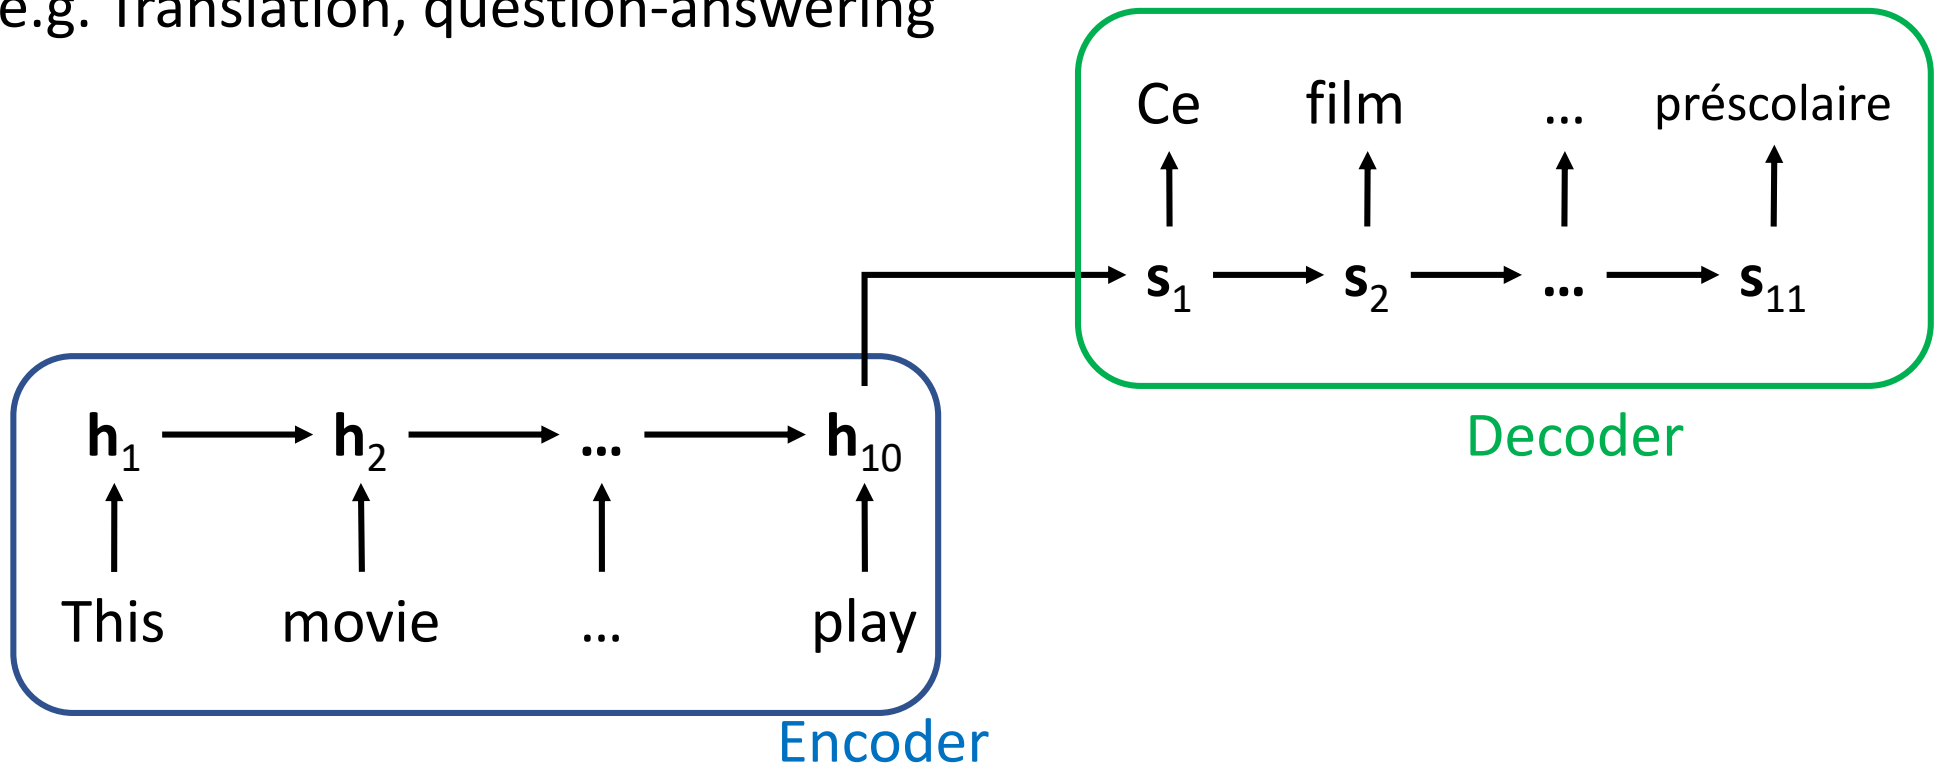 e.g. Translation, question-answering
Ce film ... préscolaire
s1 s2 ... s11
Decoder
h1 h2 ... h10
This movie ... play
Encoder